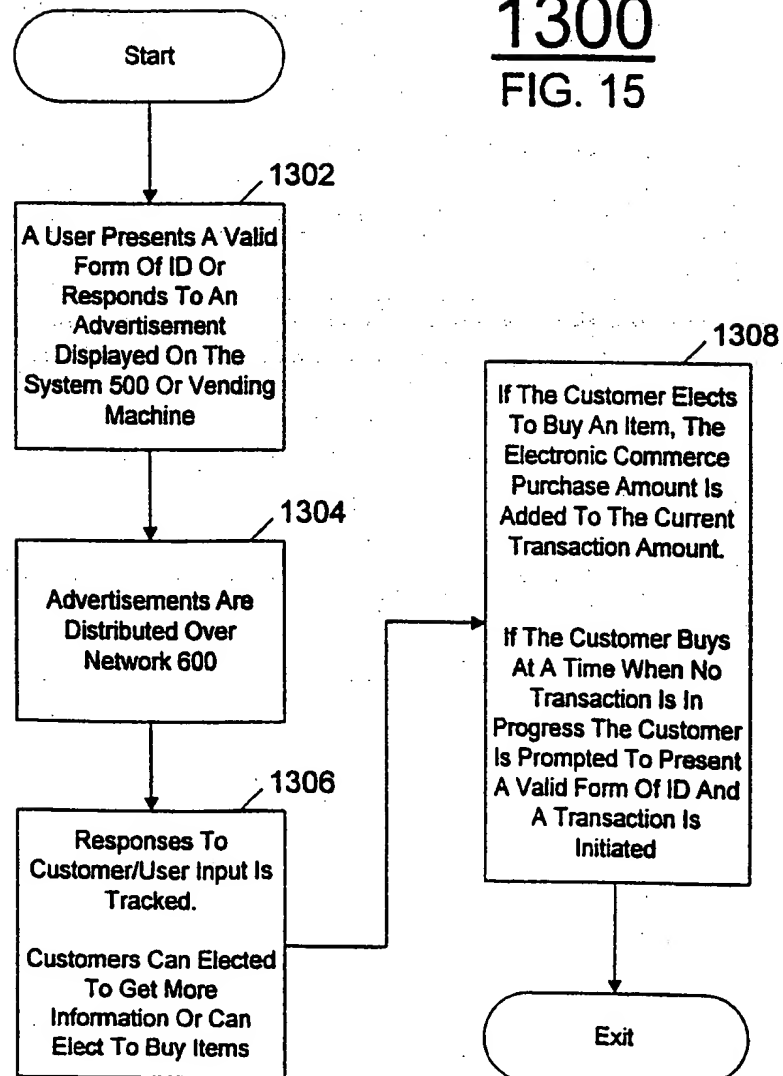 1300
FIG. 15
Start
1302
A User Presents A Valid
Form Of ID Or
Responds To An
Advertisement
Displayed On The
System 500 Or Vending
Machine
1304
Advertisements Are
Distributed Over
Network 600
1306
Responses To
Customer/User Input Is
Tracked.
Customers Can Elected
To Get More
Information Or Can
Elect To Buy Items
1308
If The Customer Elects
To Buy An Item, The
Electronic Commerce
Purchase Amount Is
Added To The Current
Transaction Amount.
If The Customer Buys
At A Time When No
Transaction Is In
Progress The Customer
Is Prompted To Present
A Valid Form Of ID And
A Transaction Is
Initiated
Exit